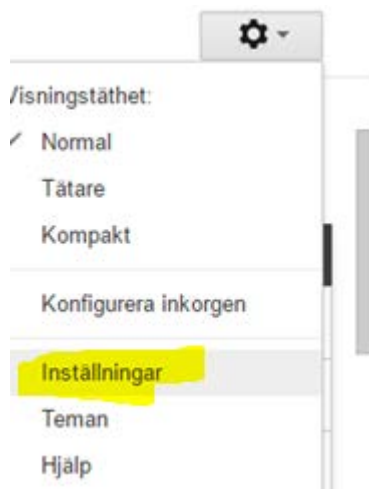 Visningstäthet:
Normal
Tätare
Kompakt
Konfigurera inkorgen
Inställningar
Teman
Hjälp